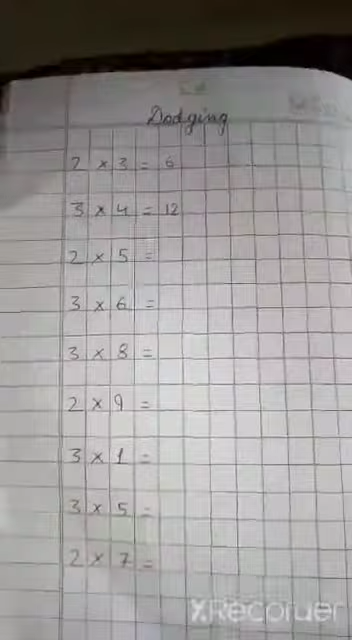 Dodging
2 × 3 = 6
3 × 4 = 12
2 × 5 =
3 × 6 =
3 × 8 =
2 × 9 =
3 × 1 =
3 × 5 =
2 × 7 =
XRecorder